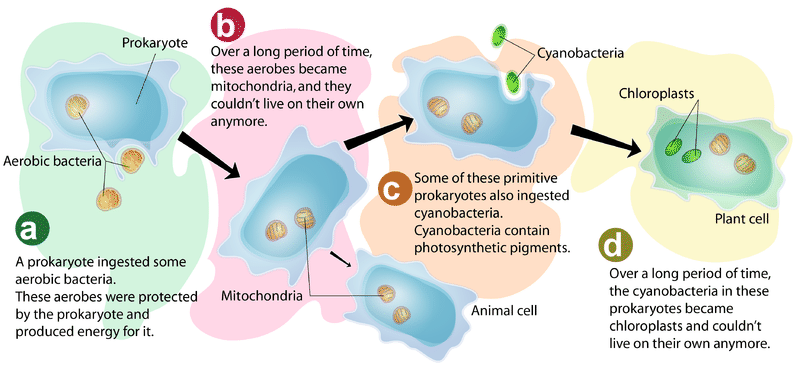 Prokaryote
Aerobic bacteria
a
A prokaryote ingested some
aerobic bacteria.
These aerobes were protected
by the prokaryote and
produced energy for it.
b
Over a long period of time,
these aerobes became
mitochondria, and they
couldn’t live on their own
anymore.
Mitochondria
Animal cell
Cyanobacteria
c
Some of these primitive
prokaryotes also ingested
cyanobacteria.
Cyanobacteria contain
photosynthetic pigments.
Chloroplasts
Plant cell
d
Over a long period of time,
the cyanobacteria in these
prokaryotes became
chloroplasts and couldn’t
live on their own anymore.